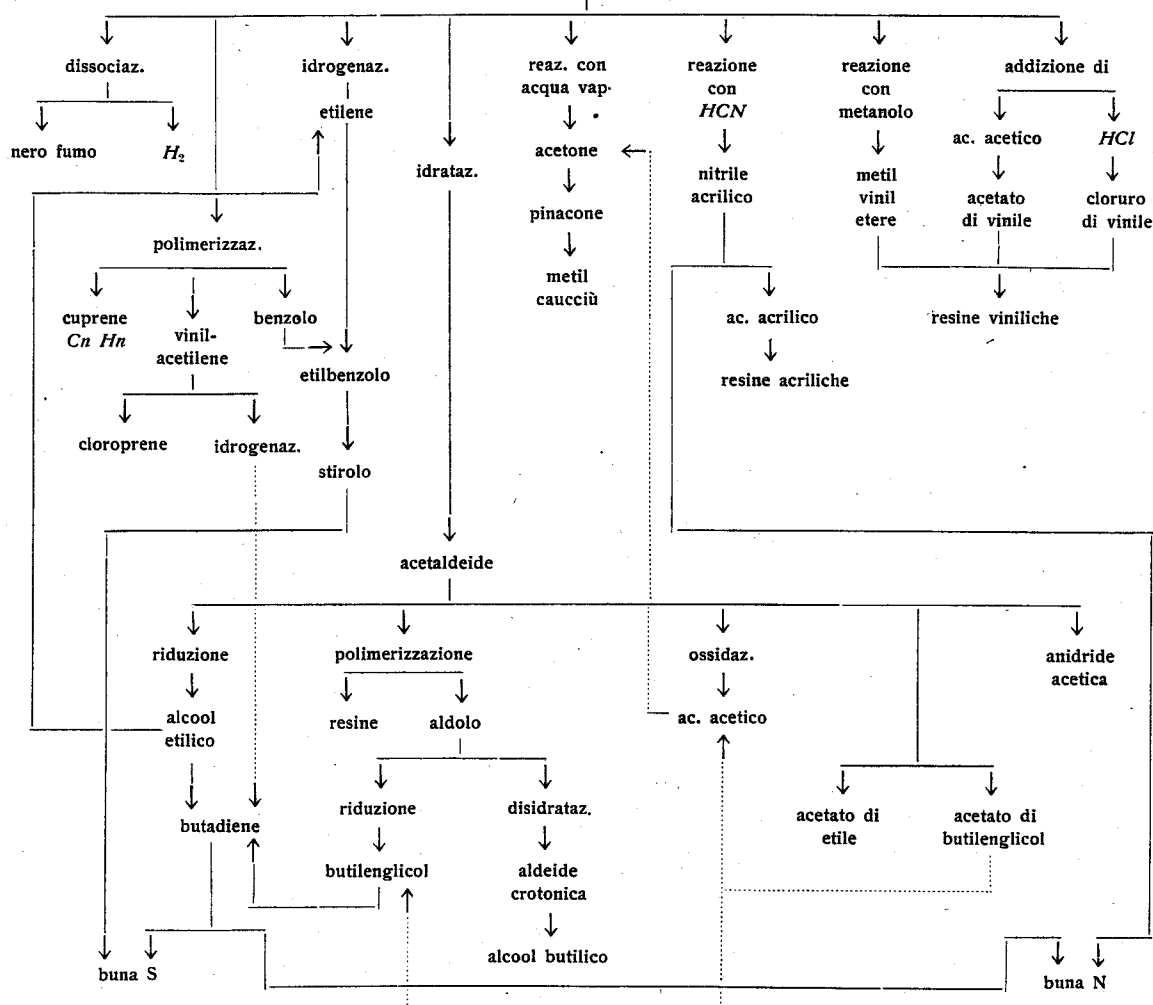 dissociaz.
nero fumo
H₂
idrogenaz.
etilene
polimerizzaz.
cuprene
Cn Hn
vinil-
acetilene
benzolo
cloroprene
idrogenaz.
etilbenzolo
stirolo
idrataz.
reaz. con
acqua vap.
acetone
pinacone
metil
caucciù
reazione
con
HCN
nitrile
acrilico
ac. acrilico
resine acriliche
reazione
con
metanolo
metil
vinil
etere
addizione di
ac. acetico
acetato
di vinile
HCl
cloruro
di vinile
resine viniliche
acetaldeide
riduzione
alcool
etilico
butadiene
polimerizzazione
resine
aldolo
riduzione
butilenglicol
disidrataz.
aldeide
crotonica
alcool butilico
ossidaz.
ac. acetico
acetato di
etile
acetato di
butilenglicol
anidride
acetica
buna S
buna N